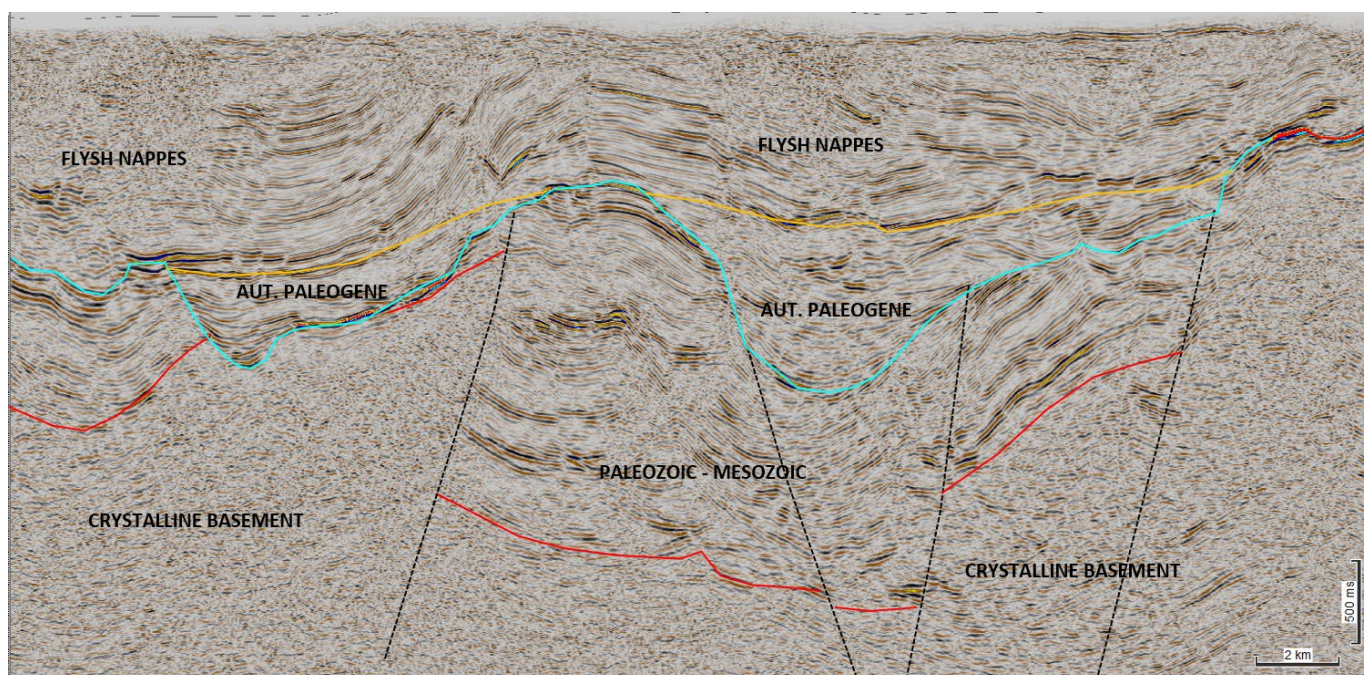 FLYSH NAPPES
FLYSH NAPPES
AUT. PALEOGENE
AUT. PALEOGENE
PALEOZOIC - MESOZOIC
CRYSTALLINE BASEMENT
CRYSTALLINE BASEMENT
500 ms
2 km